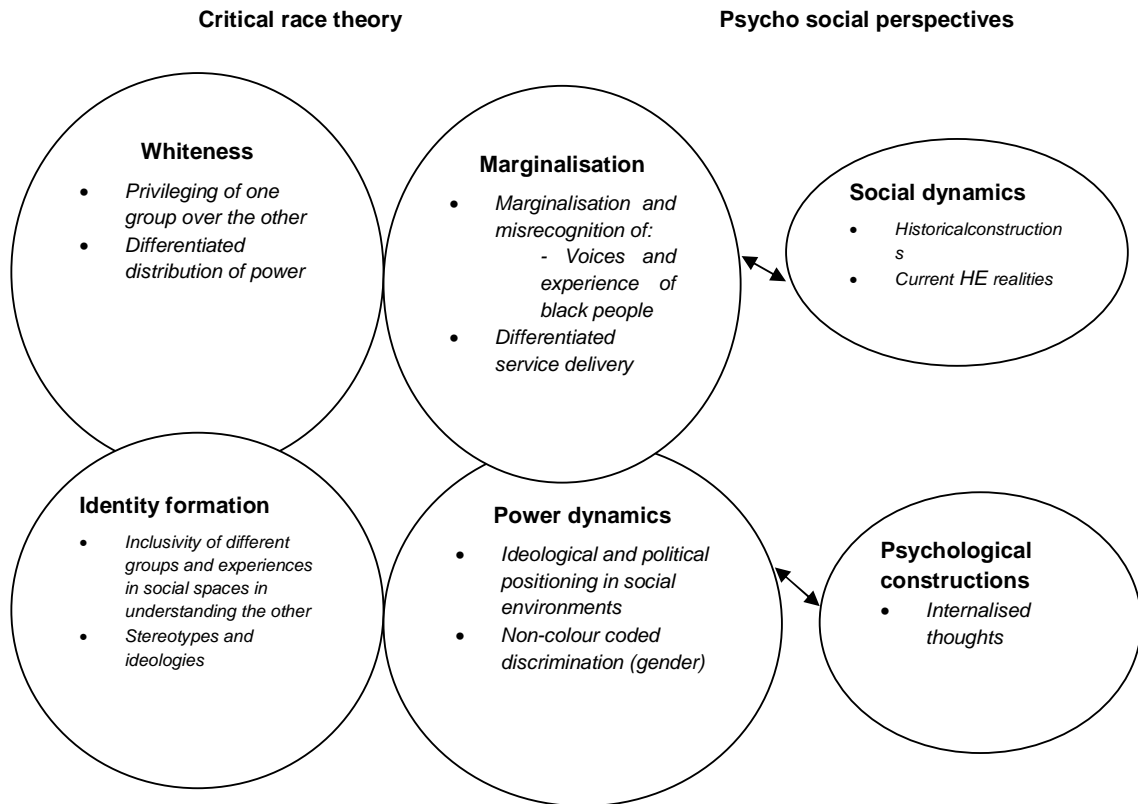 Critical race theory
Psycho social perspectives
Whiteness
• Privileging of one
group over the other
• Differentiated
distribution of power
Marginalisation
• Marginalisation and
misrecognition of:
- Voices and
experience of
black people
• Differentiated
service delivery
Social dynamics
• Historicalconstruction
s
• Current HE realities
Identity formation
• Inclusivity of different
groups and experiences
in social spaces in
understanding the other
• Stereotypes and
ideologies
Power dynamics
• Ideological and political
positioning in social
environments
• Non-colour coded
discrimination (gender)
Psychological
constructions
• Internalised
thoughts